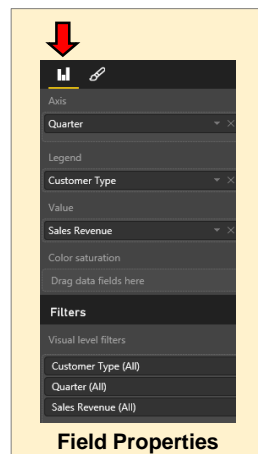 Axis
Quarter
Legend
Customer Type
Value
Sales Revenue
Color saturation
Drag data fields here
Filters
Visual level filters
Customer Type (All)
Quarter (All)
Sales Revenue (All)
Field Properties